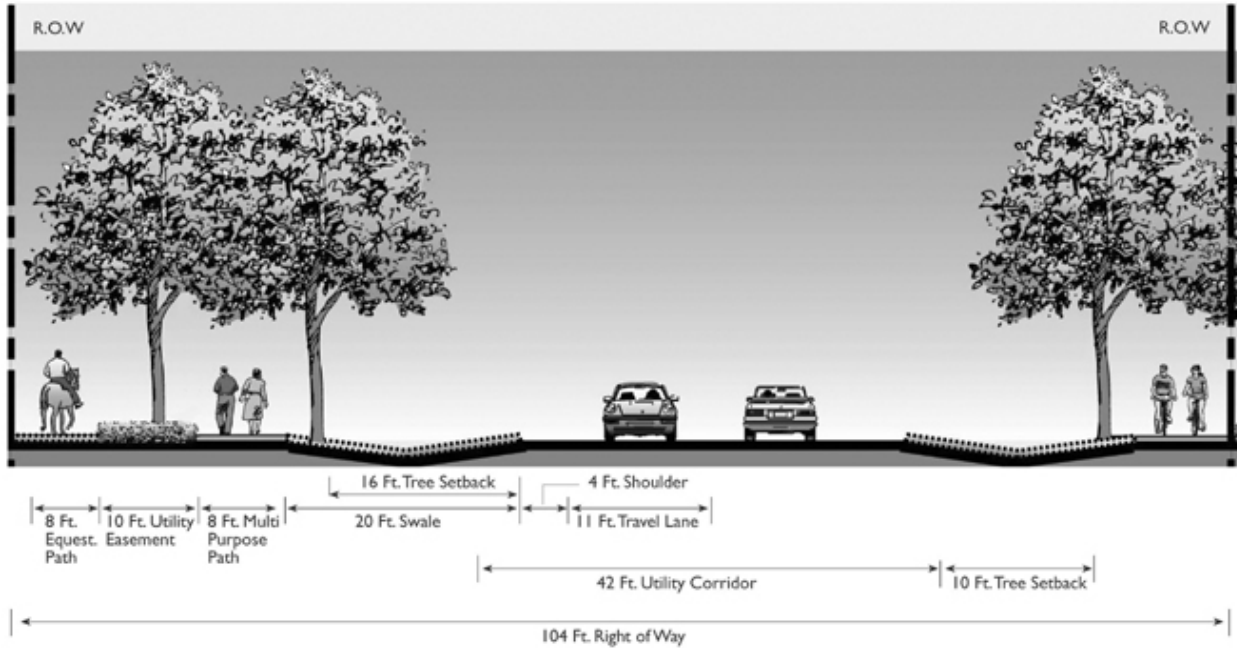 R.O.W
R.O.W
16 Ft. Tree Setback
4 Ft. Shoulder
8 Ft.
Equest.
Path
10 Ft. Utility
Easement
8 Ft. Multi
Purpose
Path
20 Ft. Swale
11 Ft. Travel Lane
42 Ft. Utility Corridor
10 Ft. Tree Setback
104 Ft. Right of Way